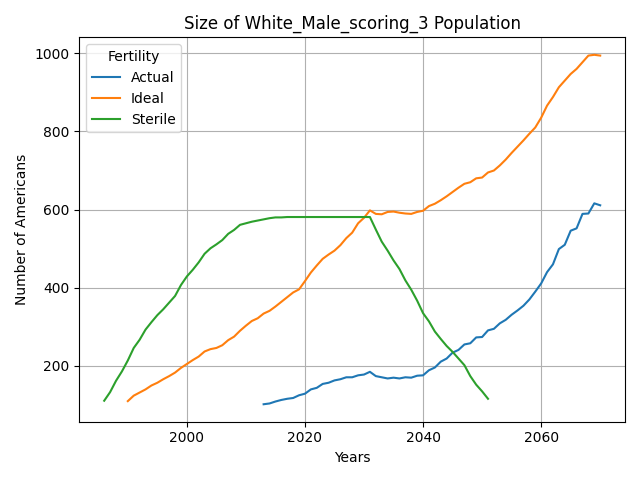 Size of White_Male_scoring_3 Population
Fertility
Actual
Ideal
Sterile
Number of Americans
1000
800
600
400
200
2000
2020
2040
2060
Years